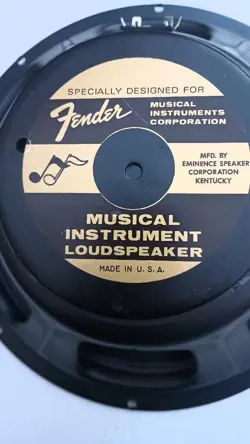 SPECIALLY DESIGNED FOR
Fender
MUSICAL
INSTRUMENTS
CORPORATION
MFD. BY
EMINENCE SPEAKER
CORPORATION
KENTUCKY
MUSICAL
INSTRUMENT
LOUDSPEAKER
MADE IN U.S.A.